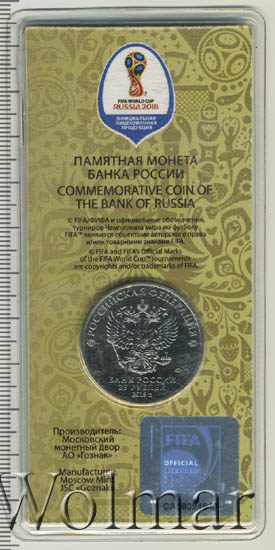 FIFA WORLD CUP
RUSSIA 2018
ОФИЦИАЛЬНАЯ
ЛИЦЕНЗИОННАЯ
ПРОДУКЦИЯ
ПАМЯТНАЯ МОНЕТА
БАНКА РОССИИ
COMMEMORATIVE COIN OF
THE BANK OF RUSSIA
© FIFA/ФИФА и официальные обозначения,
турниров Чемпионата мира по футболу
FIFA™ являются объектами авторского права
и/или товарными знаками FIFA.
© FIFA and FIFA's Official Marks
of the FIFA World Cup™ tournaments
are copyrights and/or trademarks of FIFA.
РОССИЙСКАЯ ФЕДЕРАЦИЯ
БАНК РОССИИ
25 РУБЛЕЙ
2018 г.
Производитель:
Московский
монетный двор
АО «Гознак»
Manufacturer:
Moscow Mint
JSC «Goznak»
FIFA
OFFICIAL
Wolmar